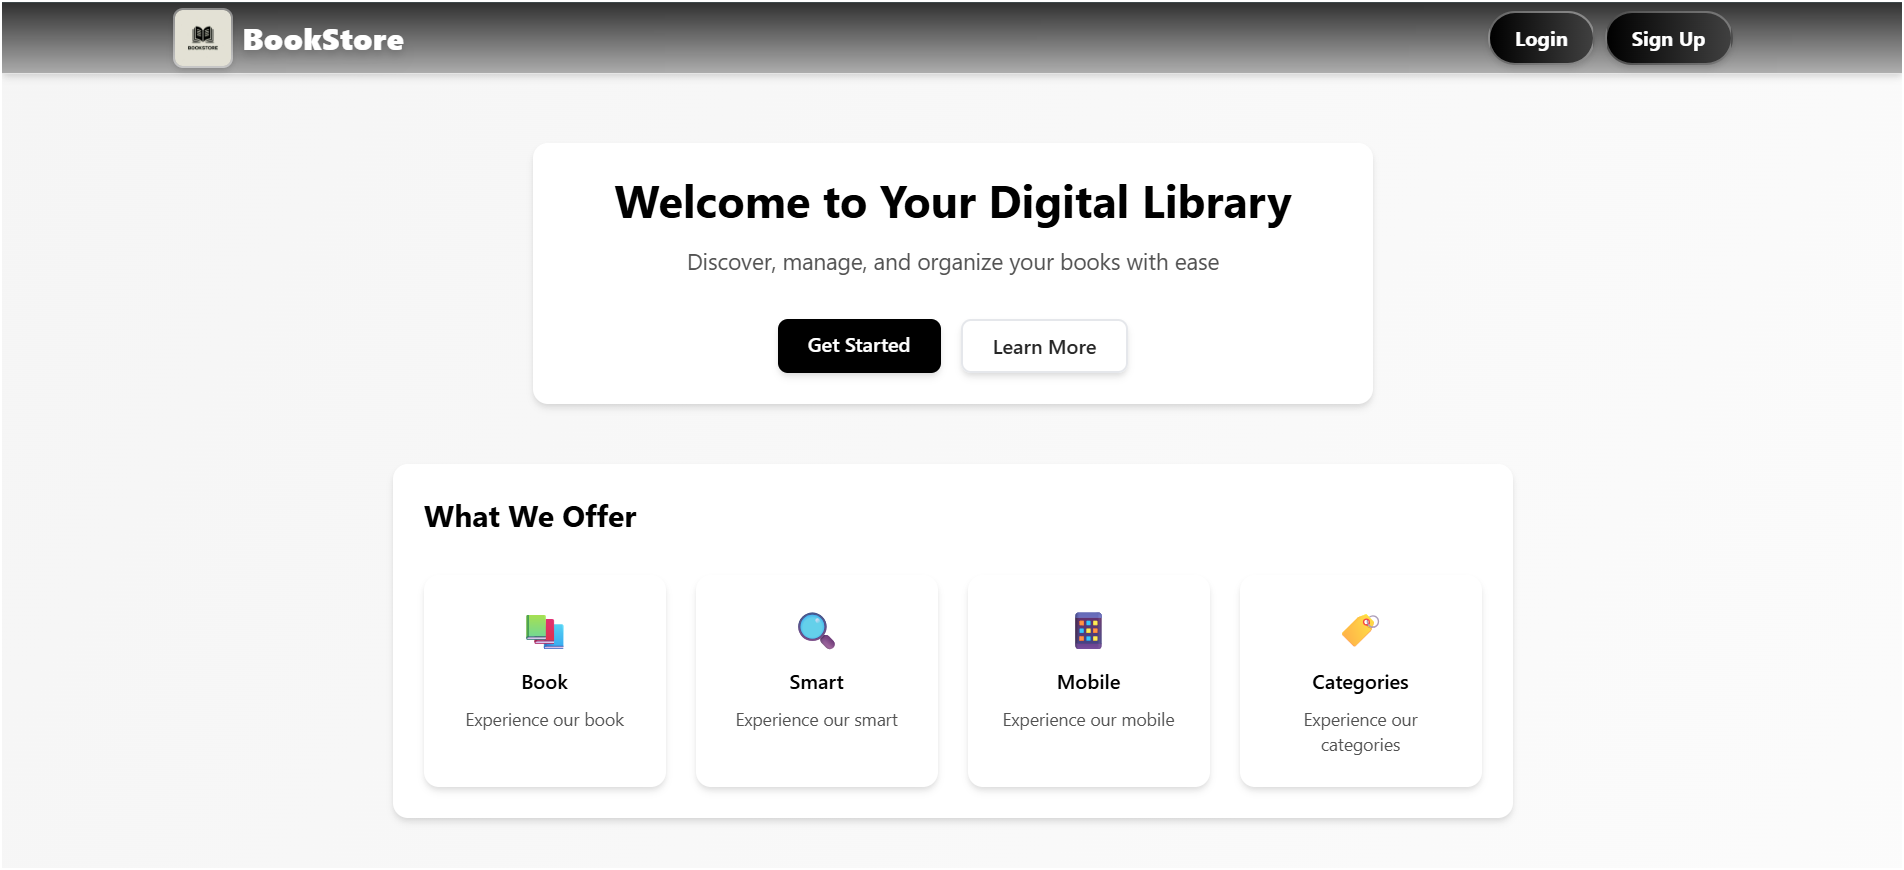 BOOKSTORE
BookStore
Login
Sign Up
Welcome to Your Digital Library
Discover, manage, and organize your books with ease
Get Started
Learn More
What We Offer
Book
Experience our book
Smart
Experience our smart
Mobile
Experience our mobile
Categories
Experience our
categories